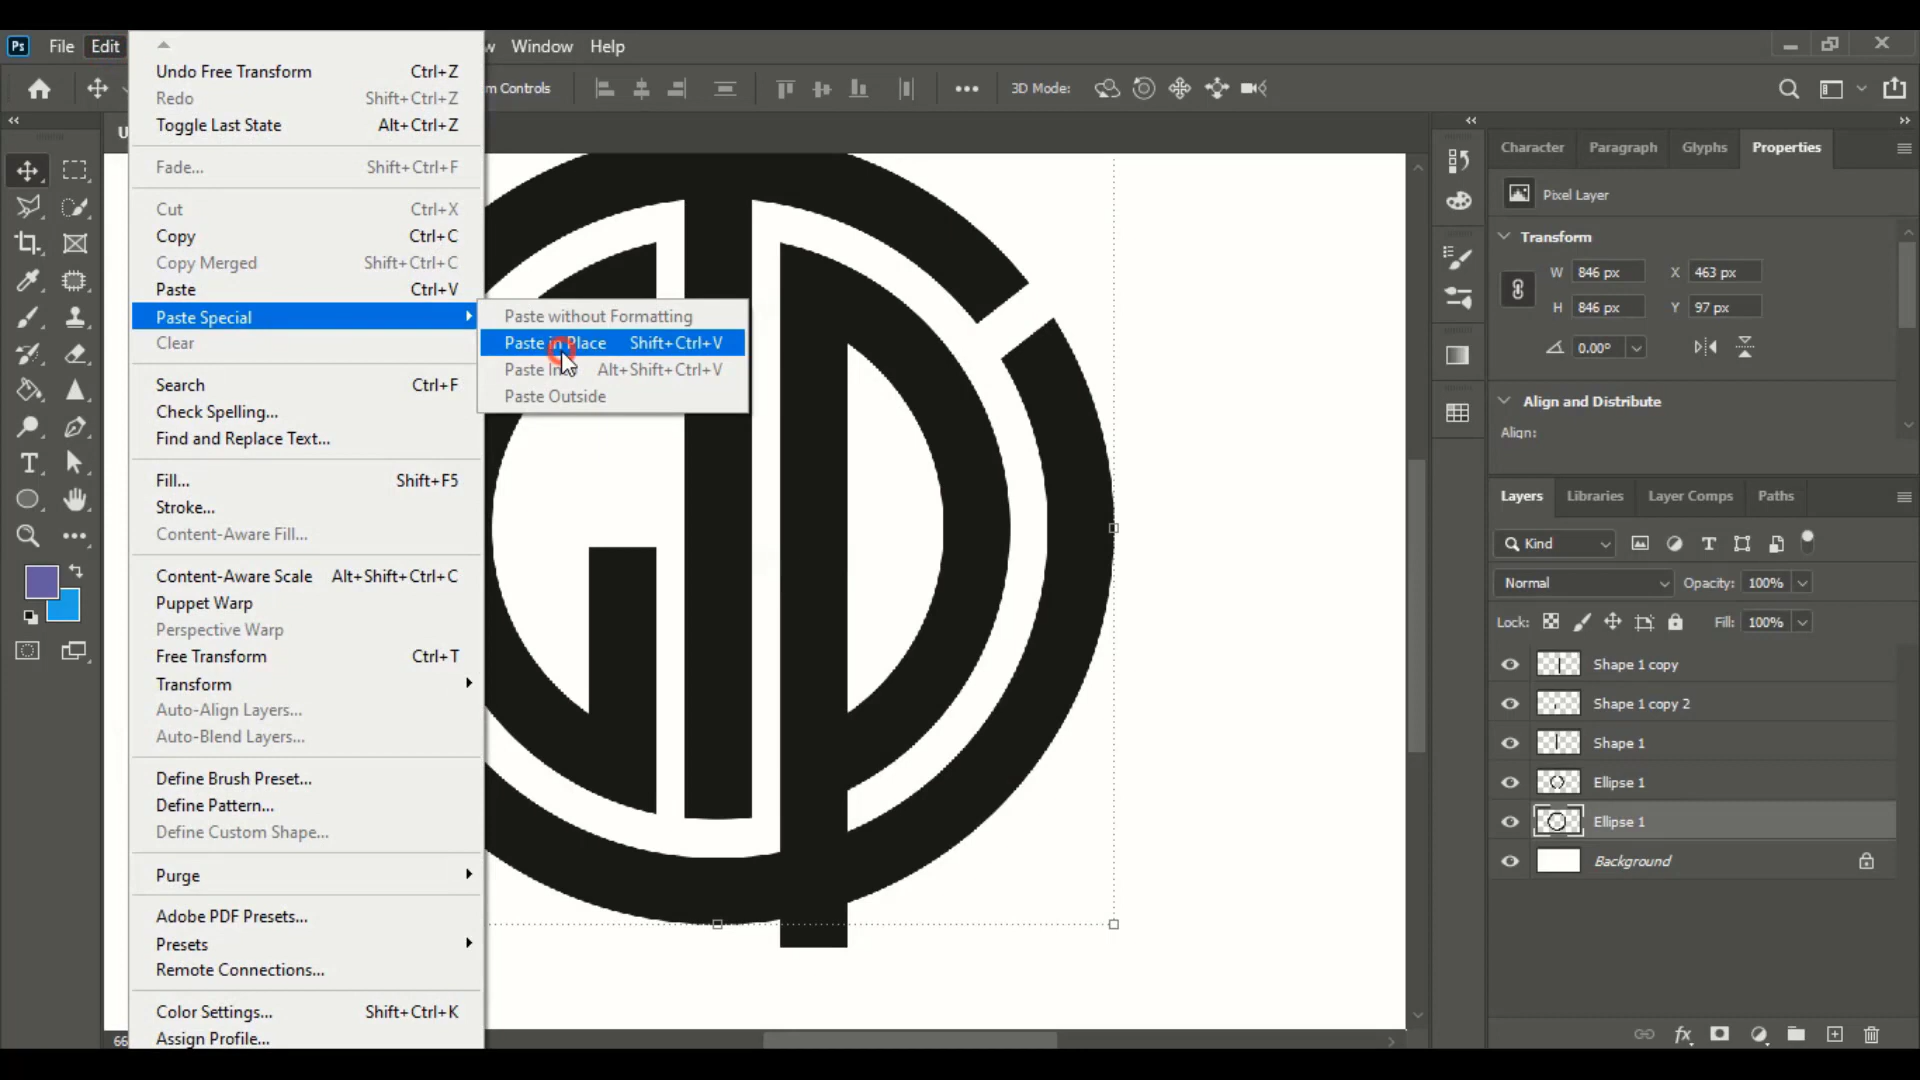 Ps File Edit Window Help
m Controls 3D Mode:
U
Undo Free Transform Ctrl+Z
Redo Shift+Ctrl+Z
Toggle Last State Alt+Ctrl+Z
Fade... Shift+Ctrl+F
Cut Ctrl+X
Copy Ctrl+C
Copy Merged Shift+Ctrl+C
Paste Ctrl+V
Paste Special
Clear
Search Ctrl+F
Check Spelling...
Find and Replace Text...
Fill... Shift+F5
Stroke...
Content-Aware Fill...
Content-Aware Scale Alt+Shift+Ctrl+C
Puppet Warp
Perspective Warp
Free Transform Ctrl+T
Transform
Auto-Align Layers...
Auto-Blend Layers...
Define Brush Preset...
Define Pattern...
Define Custom Shape...
Purge
Adobe PDF Presets...
Presets
Remote Connections...
Color Settings... Shift+Ctrl+K
Assign Profile...
Paste without Formatting
Paste in Place Shift+Ctrl+V
Paste Alt+Shift+Ctrl+V
Paste Outside
Character Paragraph Glyphs Properties
Pixel Layer
Transform
W 846 px X 463 px
H 846 px Y 97 px
0.00°
Align and Distribute
Align:
Layers Libraries Layer Comps Paths
Kind
Normal Opacity: 100%
Lock: Fill: 100%
Shape 1 copy
Shape 1 copy 2
Shape 1
Ellipse 1
Ellipse 1
Background
fx
66